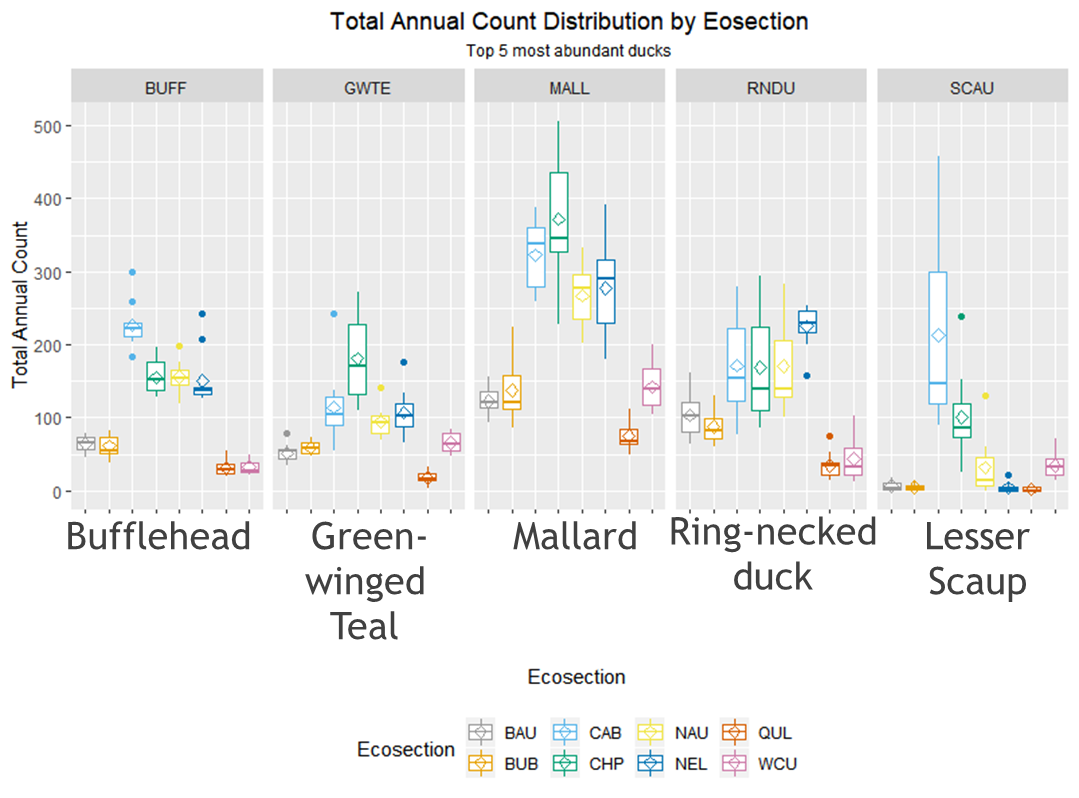 Total Annual Count Distribution by Eosection
Top 5 most abundant ducks
BUFF GWTE MALL RNDU SCAU
Total Annual Count
500
400
300
200
100
0
Bufflehead
Green-
winged
Teal
Mallard
Ring-necked
duck
Lesser
Scaup
Ecosection
Ecosection
BAU CAB NAU QUL
BUB CHP NEL WCU